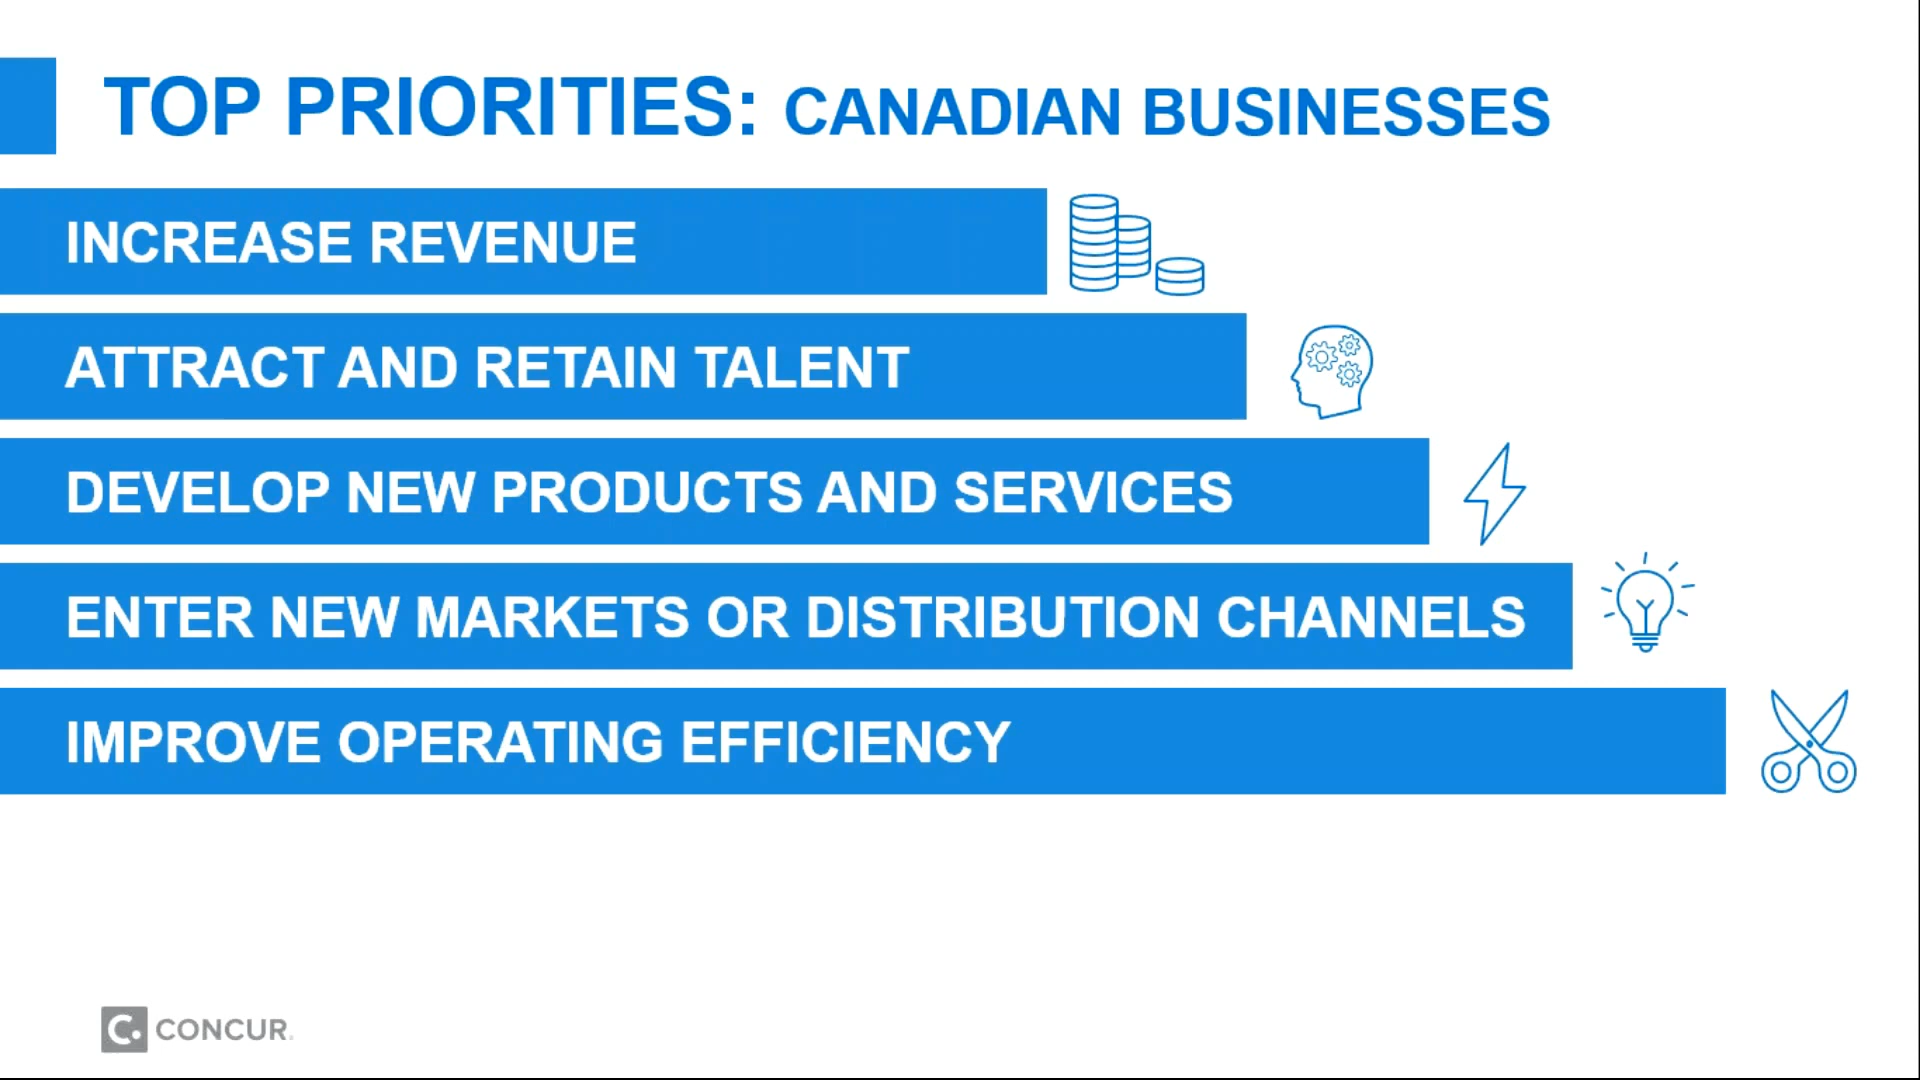 TOP PRIORITIES: CANADIAN BUSINESSES
INCREASE REVENUE
ATTRACT AND RETAIN TALENT
DEVELOP NEW PRODUCTS AND SERVICES
ENTER NEW MARKETS OR DISTRIBUTION CHANNELS
IMPROVE OPERATING EFFICIENCY
C. CONCUR.